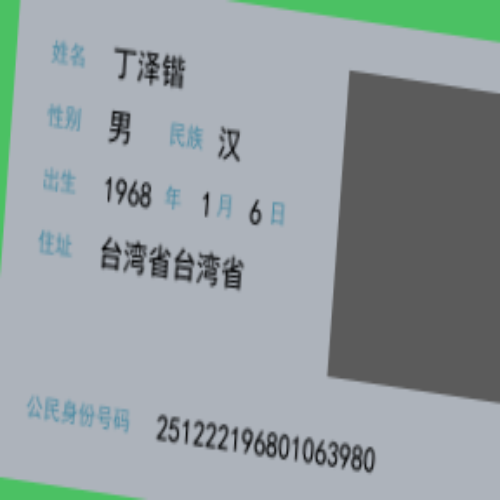 姓名 丁泽锴
性别 男 民族 汉
出生 1968 年 1 月 6 日
住址 台湾省台湾省
公民身份号码 251222196801063980